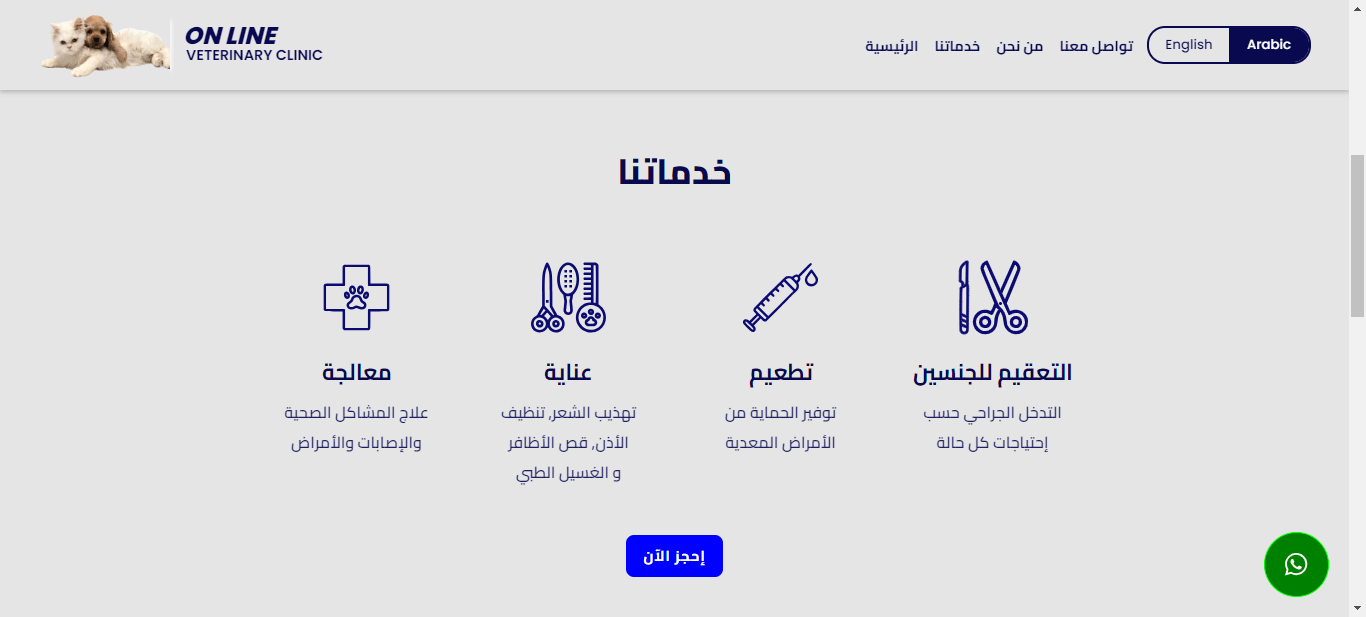 ON LINE
VETERINARY CLINIC
الرئيسية
خدماتنا
من نحن
تواصل معنا
English
Arabic
خدماتنا
التعقيم للجنسين
التدخل الجراحي حسب
إحتياجات كل حالة
تطعيم
توفير الحماية من
الأمراض المعدية
عناية
تهذيب الشعر, تنظيف
الأذن, قص الأظافر
و الغسيل الطبي
معالجة
علاج المشاكل الصحية
والإصابات والأمراض
إحجز الآن